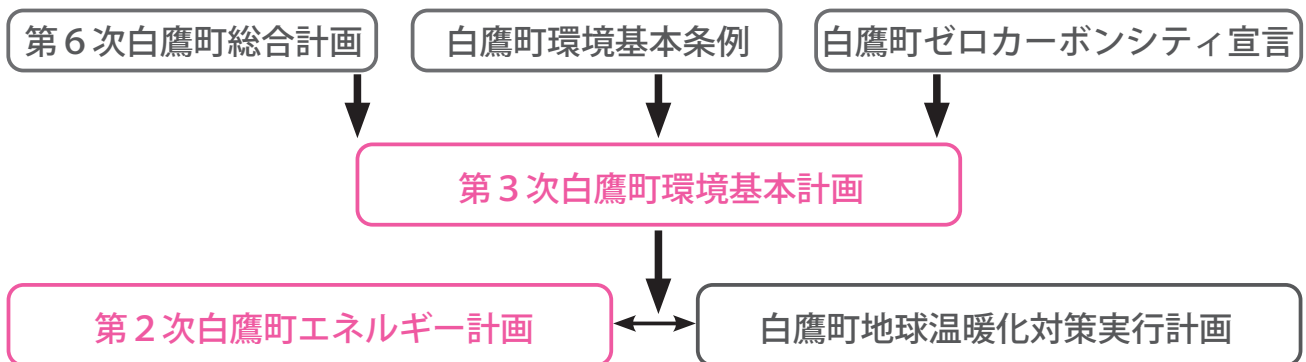 第６次白鷹町総合計画
白鷹町環境基本条例
白鷹町ゼロカーボンシティ宣言
第３次白鷹町環境基本計画
第２次白鷹町エネルギー計画
白鷹町地球温暖化対策実行計画